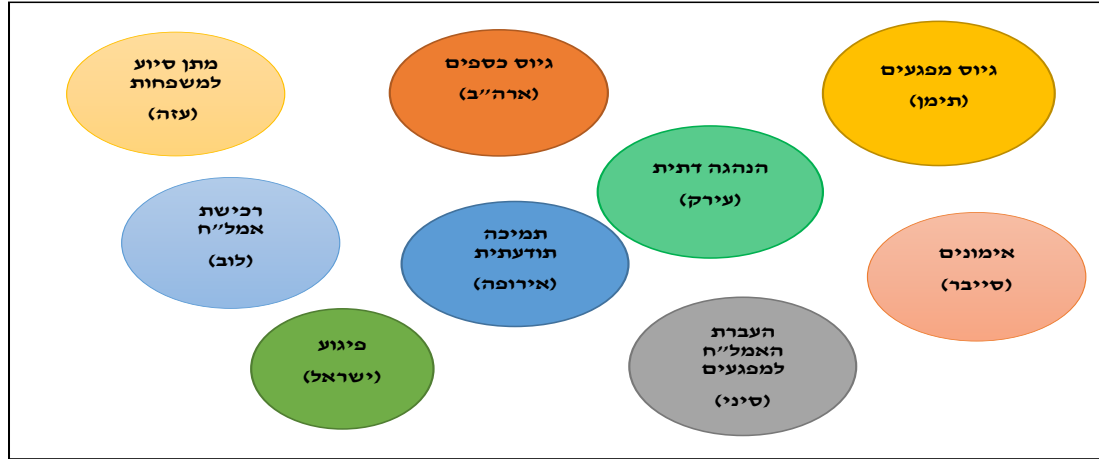 גיוס מפגעים
(תימן)
גיוס כספים
(ארה״ב)
מתן סיוע
למשפחות
(עזה)
הנהגה דתית
(עירק)
רכישת
אמל״ח
(לוב)
תמיכה
תודעתית
(אירופה)
אימונים
(סייבר)
העברת
האמל״ח
למפגעים
(סיני)
פיגוע
(ישראל)